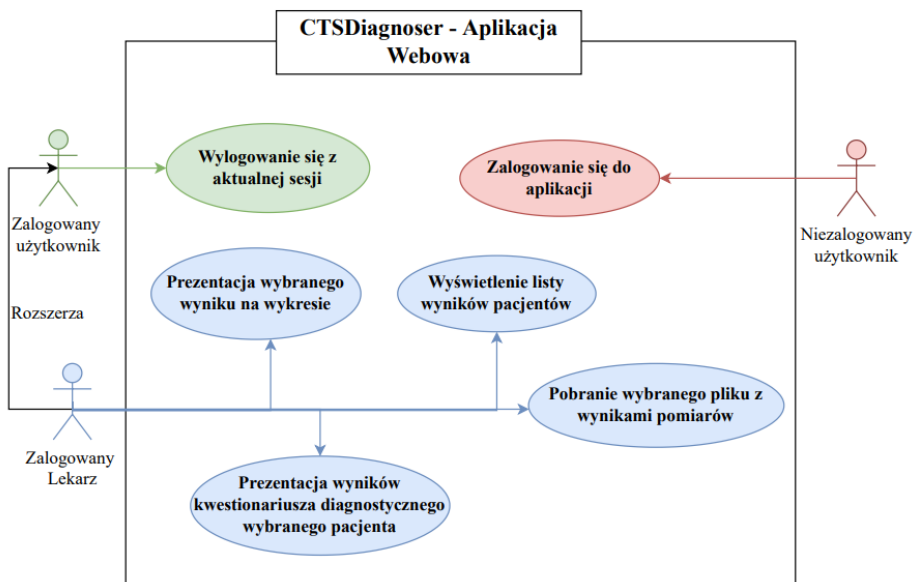 CTSDiagnoser - Aplikacja
Webowa
Wylogowanie się z
aktualnej sesji
Zalogowanie się do
aplikacji
Zalogowany
użytkownik
Niezalogowany
użytkownik
Prezentacja wybranego
wyniku na wykresie
Wyświetlenie listy
wyników pacjentów
Rozszerza
Pobranie wybranego pliku z
wynikami pomiarów
Zalogowany
Lekarz
Prezentacja wyników
kwestionariusza diagnostycznego
wybranego pacjenta